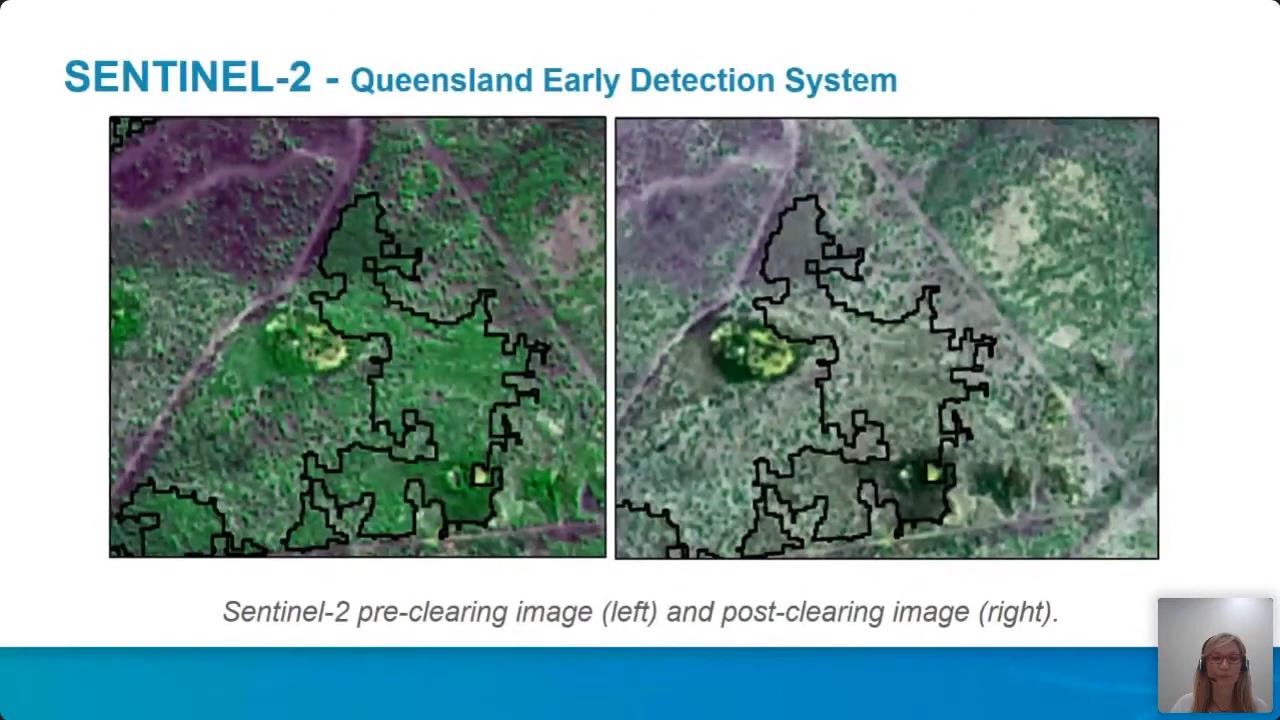 SENTINEL-2 - Queensland Early Detection System
Sentinel-2 pre-clearing image (left) and post-clearing image (right).